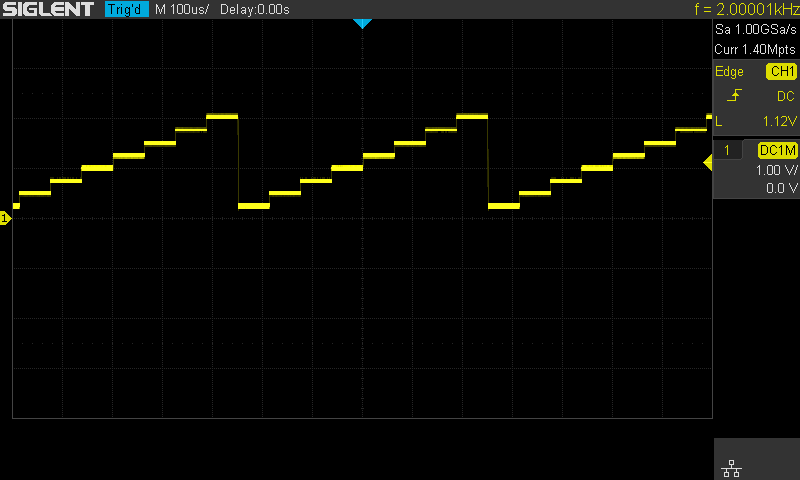 SIGLENT Trig'd M 100us/ Delay:0.00s f = 2.00001kHz
Sa 1.00GSa/s
Curr 1.40Mpts
Edge CH1
DC
L 1.12V
1 DC1M
1.00 V/
0.0 V
1